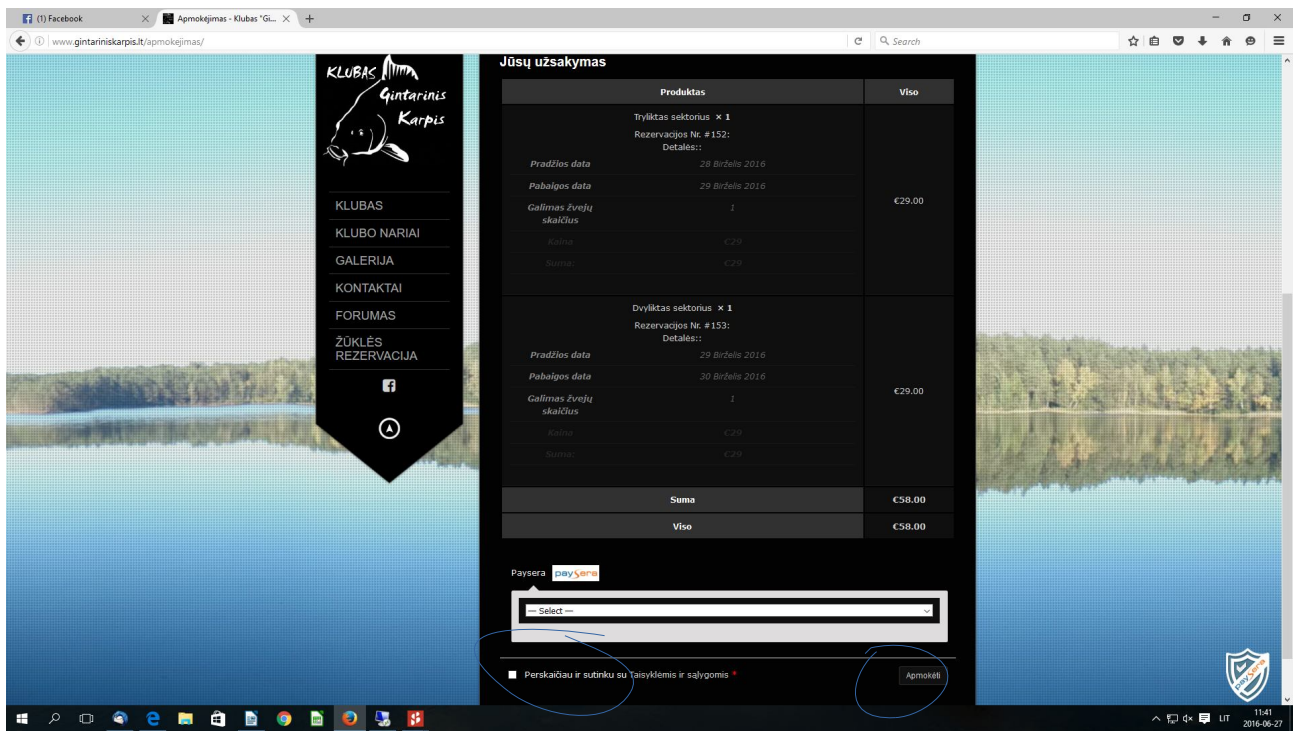 (1) Facebook
Apmokėjimas - Klubas "Gi...
www.gintariniskarpis.lt/apmokejimas/
Search
KLUBAS
Gintarinis
Karpis
KLUBAS
KLUBO NARIAI
GALERIJA
KONTAKTAI
FORUMAS
ŽŪKLĖS
REZERVACIJA
Jūsų užsakymas
Produktas Viso
Tryliktas sektorius × 1
Rezervacijos Nr. #152:
Detalės::
Pradžios data 28 Birželis 2016
Pabaigos data 29 Birželis 2016
Galimas žvejų
skaičius
1
€29.00
Kaina €29
Suma: €29
Dvyliktas sektorius × 1
Rezervacijos Nr. #153:
Detalės::
Pradžios data 29 Birželis 2016
Pabaigos data 30 Birželis 2016
Galimas žvejų
skaičius
1
€29.00
Kaina €29
Suma: €29
Suma €58.00
Viso €58.00
Paysera paysera
— Select —
Perskaičiau ir sutinku su Taisyklėmis ir sąlygomis *
Apmokėti
paysera
LIT
11:41
2016-06-27